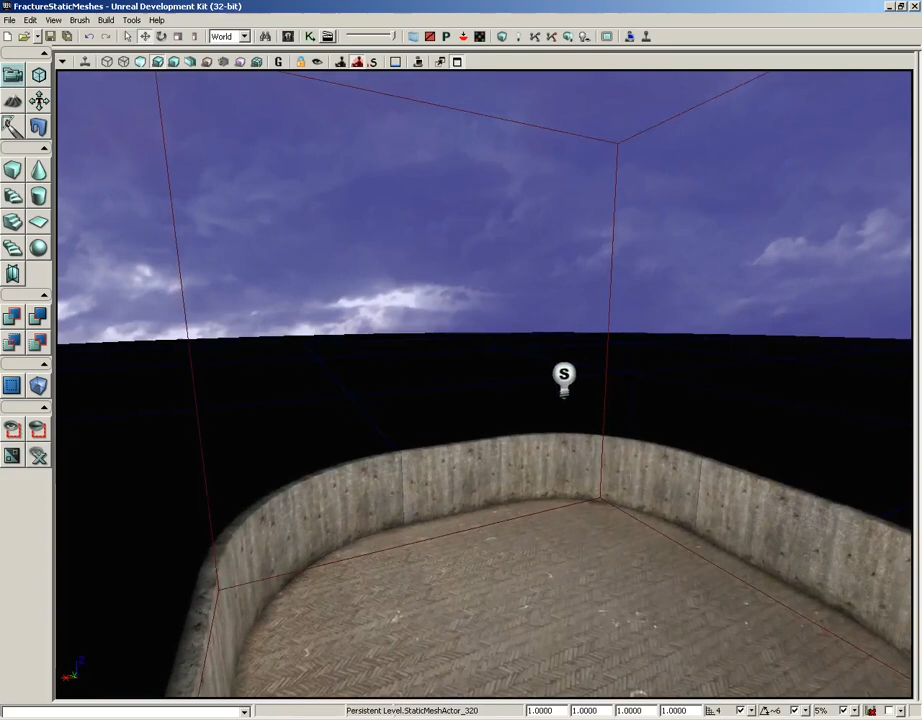 FractureStaticMeshes - Unreal Development Kit (32-bit)
File Edit View Brush Build Tools Help
World
P
K
G
S
S
Persistent Level.StaticMeshActor_320
1.0000 1.0000 1.0000 1.0000
4
~6
5%